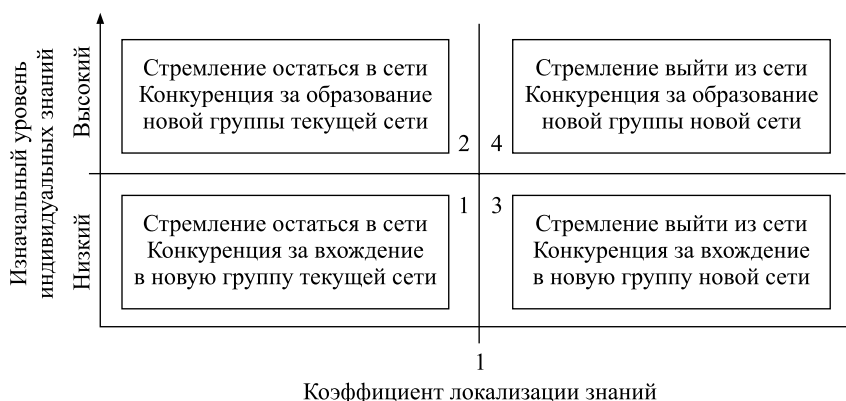 Изначальный уровень
индивидуальных знаний
Высокий
Стремление остаться в сети
Конкуренция за образование
новой группы текущей сети
2
4
Стремление выйти из сети
Конкуренция за образование
новой группы новой сети
Низкий
Стремление остаться в сети
Конкуренция за вхождение
в новую группу текущей сети
1
3
Стремление выйти из сети
Конкуренция за вхождение
в новую группу новой сети
1
Коэффициент локализации знаний